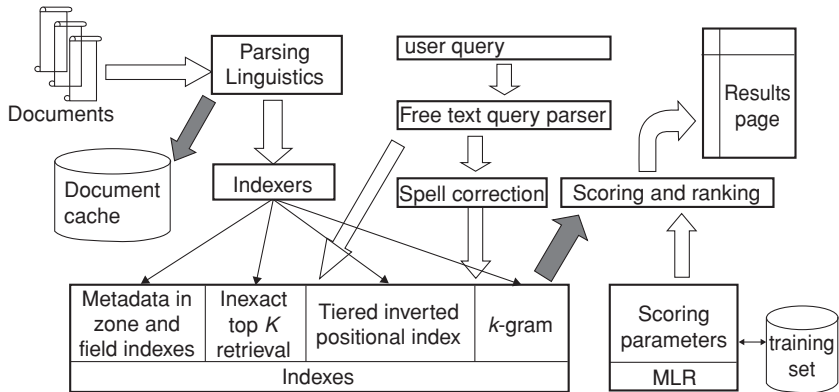 Documents
Parsing
Linguistics
user query
Results
page
Free text query parser
Document
cache
Indexers
Spell correction
Scoring and ranking
Metadata in
zone and
field indexes
Inexact
top K
retrieval
Tiered inverted
positional index
k-gram
Indexes
Scoring
parameters
MLR
training
set